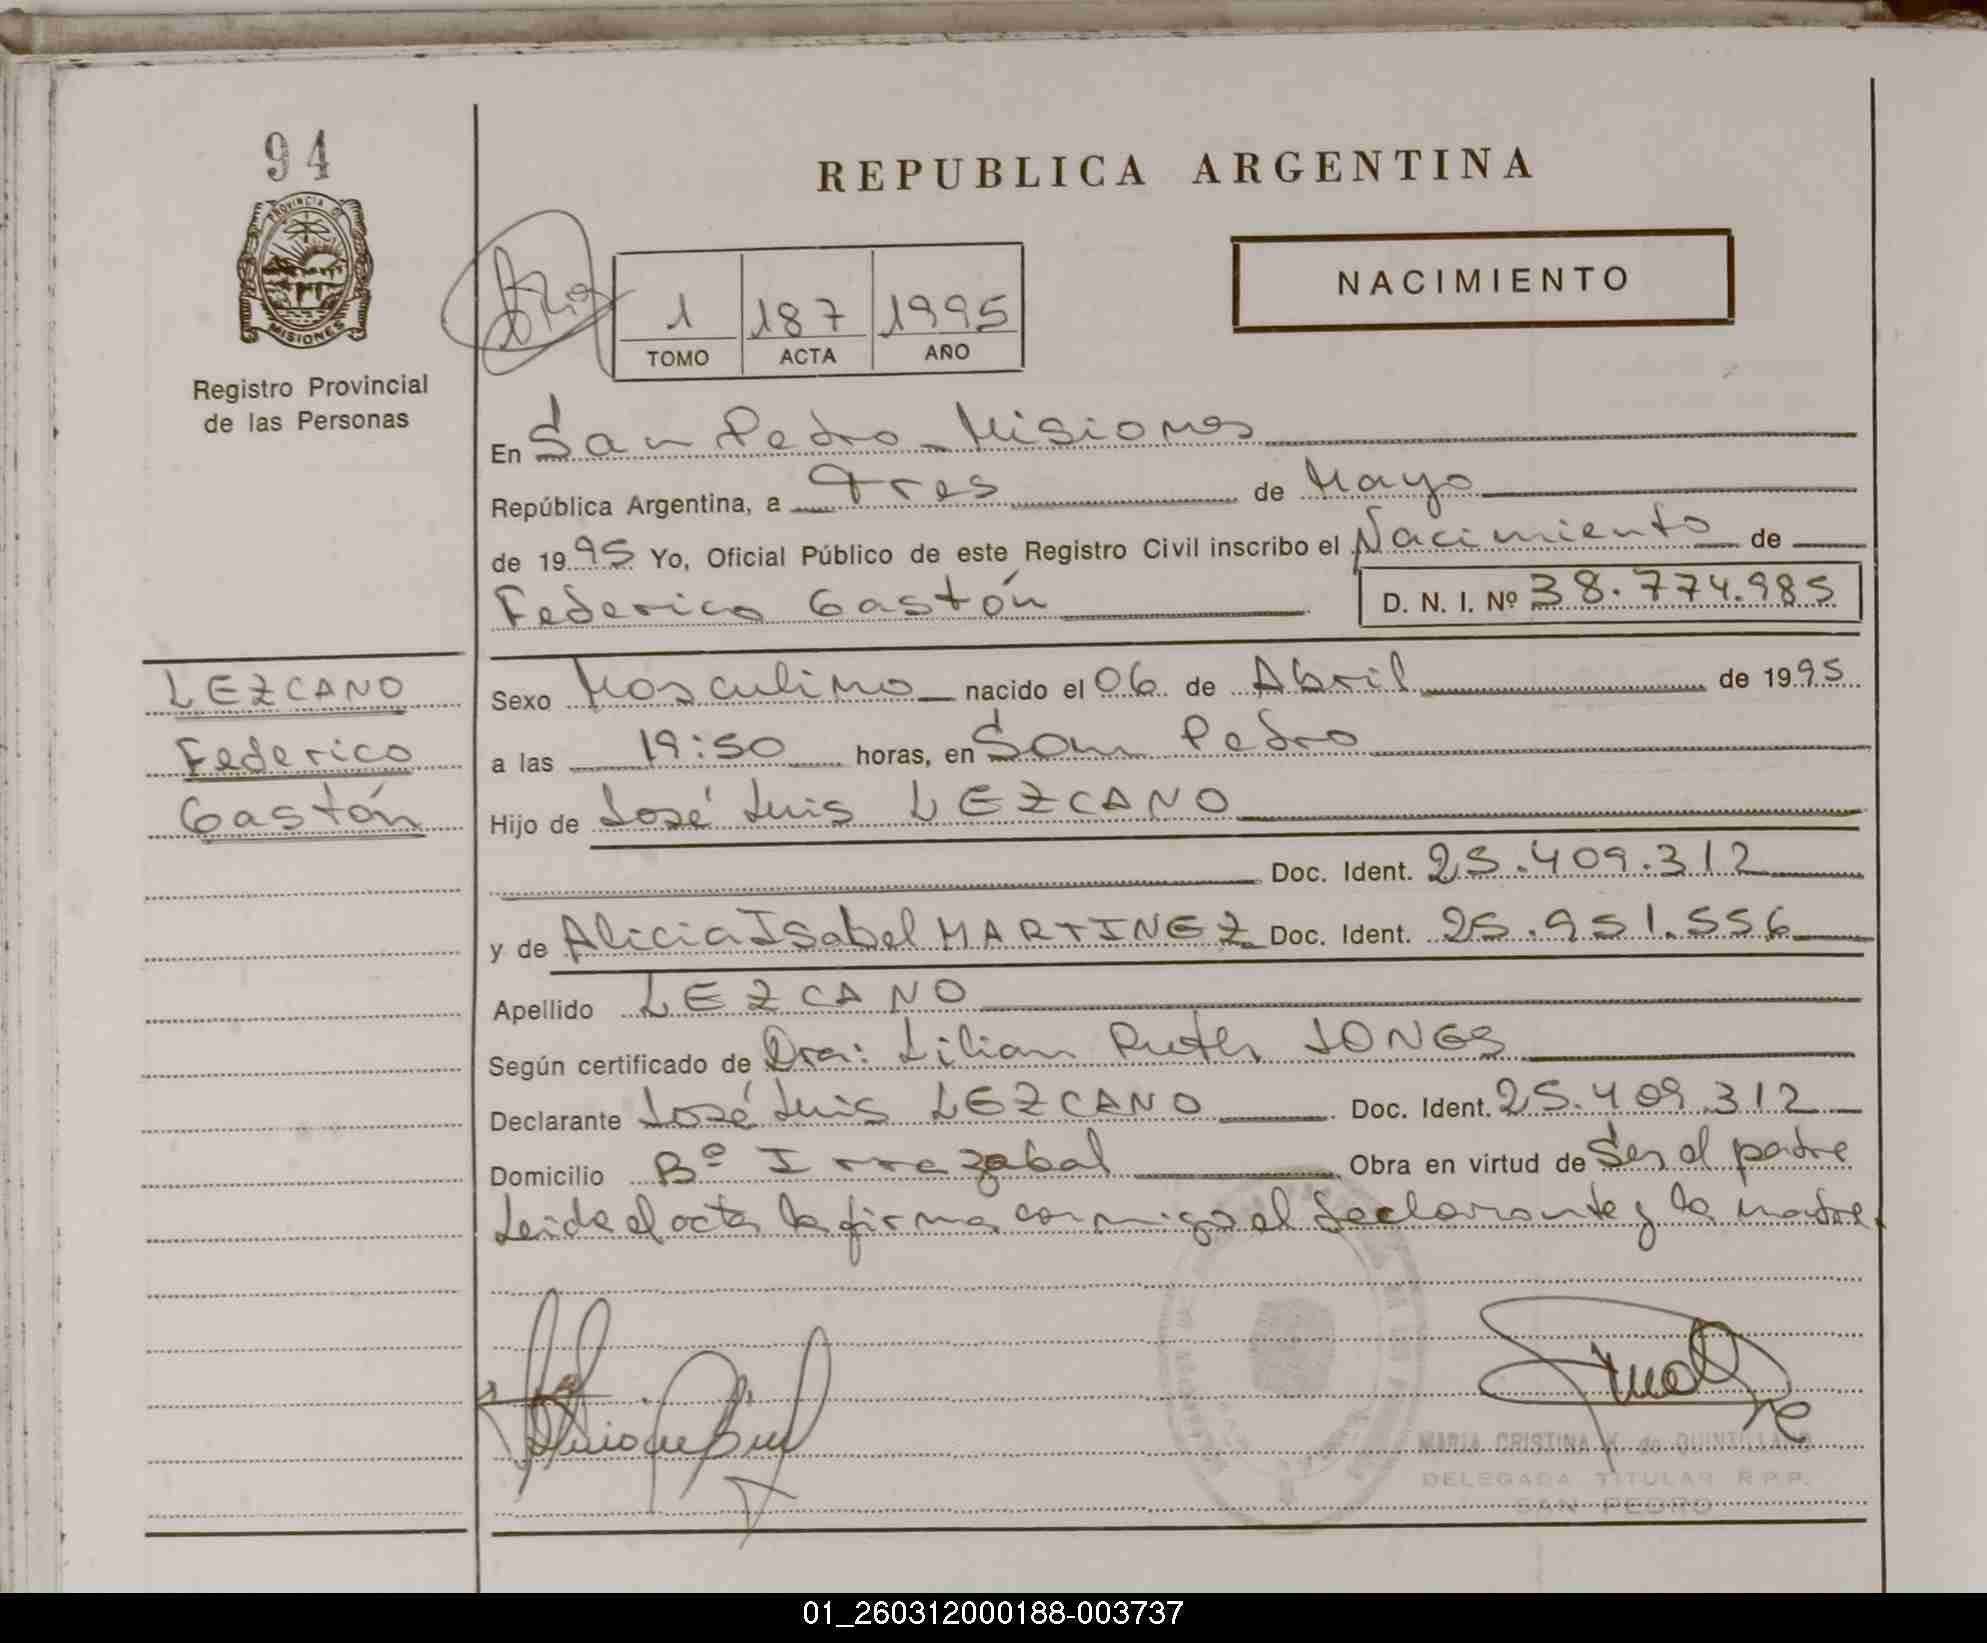 94
PROVINCIA DE
MISIONES
Registro Provincial
de las Personas
REPUBLICA ARGENTINA
NACIMIENTO
1 187 1995
TOMO ACTA AÑO
En San Pedro - Misiones
República Argentina, a Tres de Mayo
de 1995 Yo, Oficial Público de este Registro Civil inscribo el Nacimiento de
Federico Gastón D. N. I. Nº 38.774.985
LEZCANO
Federico
Gastón
Sexo Masculino nacido el 06 de Abril de 1995
a las 19:50 horas, en San Pedro
Hijo de José Luis LEZCANO
Doc. Ident. 25.409.312
y de Alicia Isabel MARTINEZ Doc. Ident. 25.951.556
Apellido LEZCANO
Según certificado de Dra: Lilian Ruth JONES
Declarante José Luis LEZCANO Doc. Ident. 25.409.312
Domicilio Bº Irrazabal Obra en virtud de Ser el padre
Leida el acta la firma conmigo el declarante y la madre.
MARIA CRISTINA K. de QUINTILLANO
DELEGADA TITULAR R.P.P.
SAN PEDRO
01_260312000188-003737